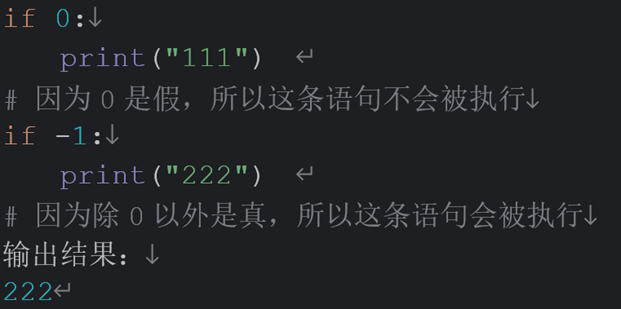 if 0:↓
    print("111")  ↵
# 因为 0 是假，所以这条语句不会被执行↓
if -1:↓
    print("222")  ↵
# 因为除 0 以外是真，所以这条语句会被执行↓
输出结果：↓
222↵